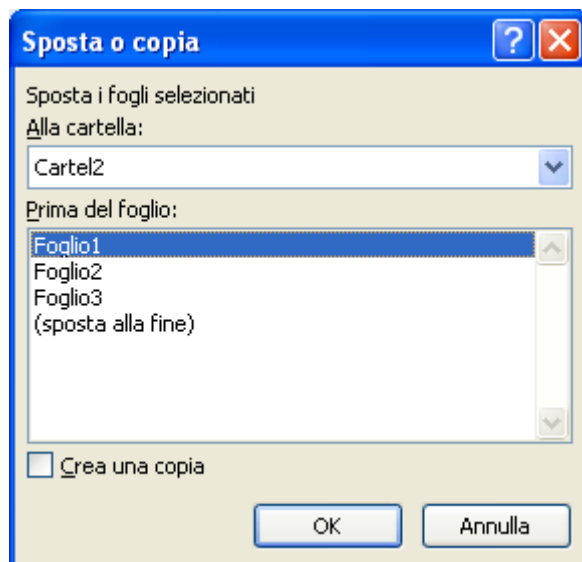 Sposta o copia
Sposta i fogli selezionati
Alla cartella:
Cartel2
Prima del foglio:
Foglio1
Foglio2
Foglio3
(sposta alla fine)
Crea una copia
OK Annulla